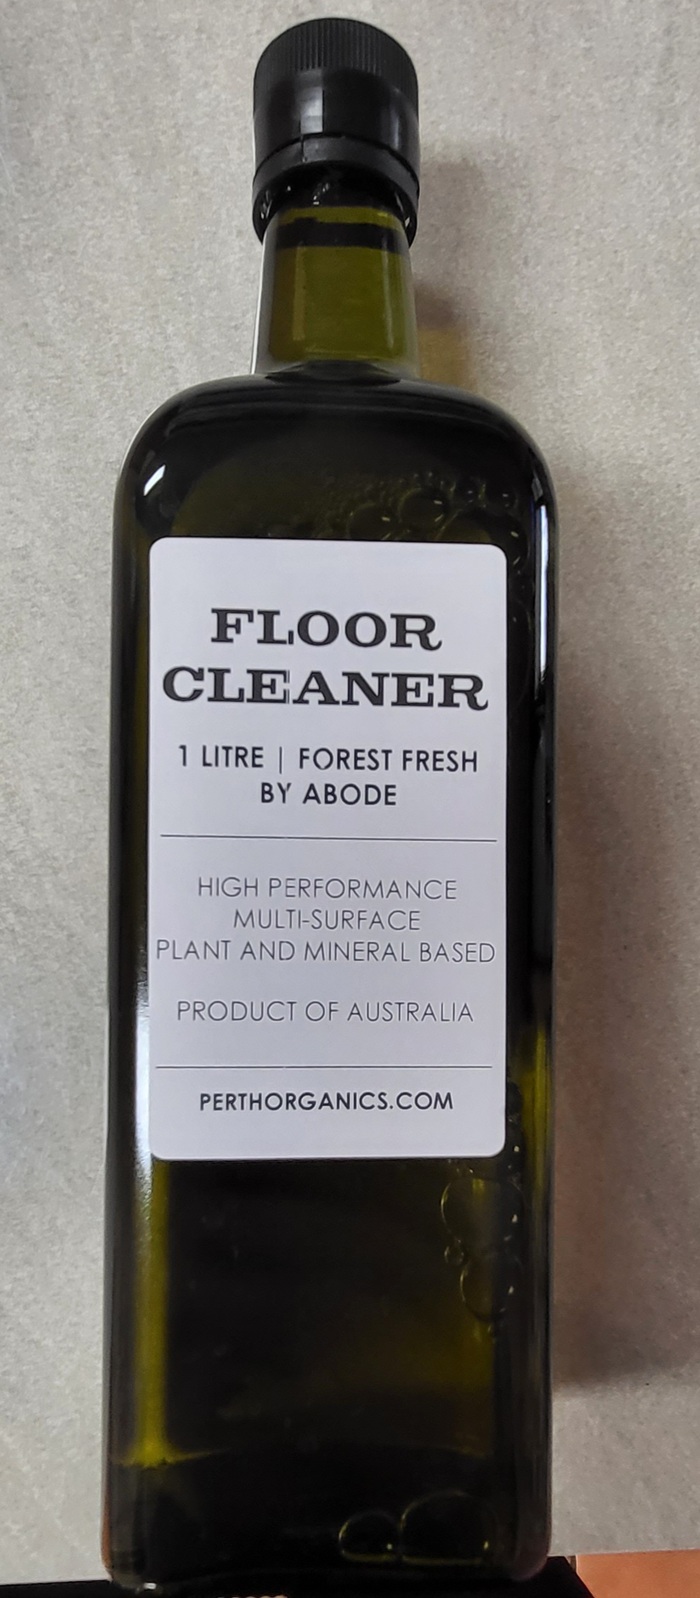 FLOOR
CLEANER
1 LITRE | FOREST FRESH
BY ABODE
HIGH PERFORMANCE
MULTI-SURFACE
PLANT AND MINERAL BASED
PRODUCT OF AUSTRALIA
PERTHORGANICS.COM